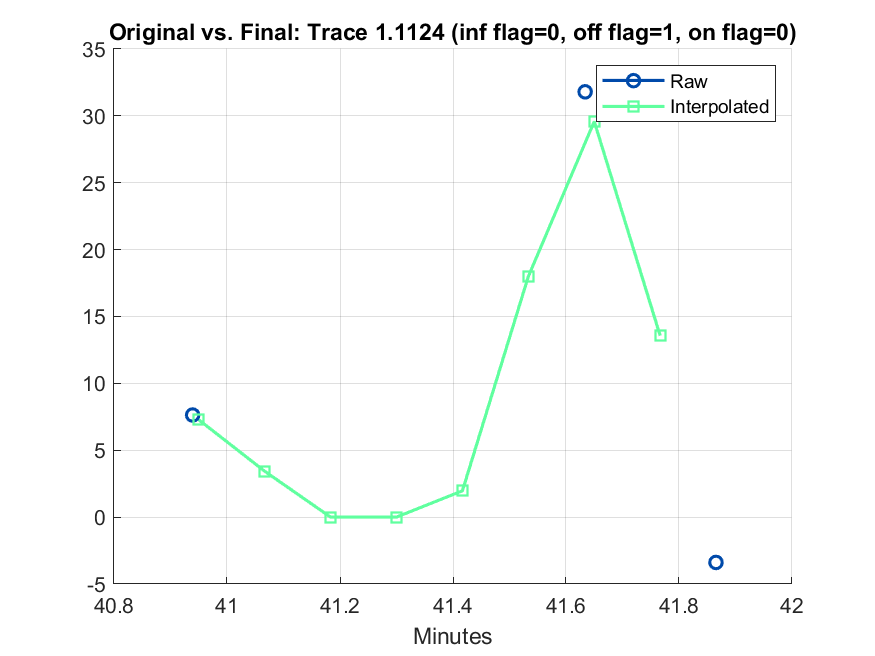 Original vs. Final: Trace 1.1124 (inf flag=0, off flag=1, on flag=0)
35
30
25
20
15
10
5
0
-5
Raw
Interpolated
40.8 41 41.2 41.4 41.6 41.8 42
Minutes